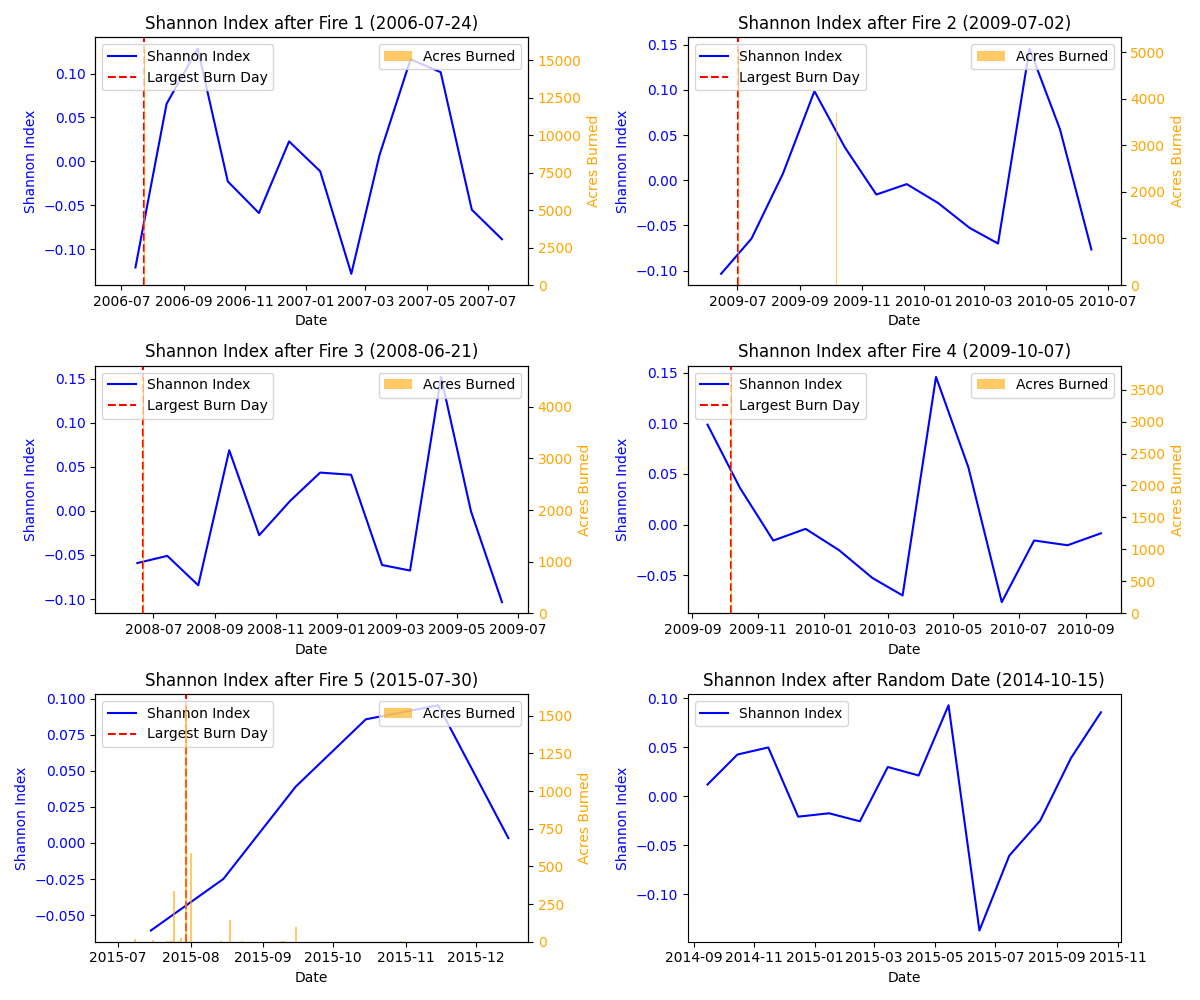 Shannon Index after Fire 1 (2006-07-24)
Shannon Index
Largest Burn Day
Acres Burned
0.10
0.05
0.00
−0.05
−0.10
Shannon Index
15000
12500
10000
7500
5000
2500
0
Acres Burned
2006-07 2006-09 2006-11 2007-01 2007-03 2007-05 2007-07
Date
Shannon Index after Fire 2 (2009-07-02)
Shannon Index
Largest Burn Day
Acres Burned
0.15
0.10
0.05
0.00
−0.05
−0.10
Shannon Index
5000
4000
3000
2000
1000
0
Acres Burned
2009-07 2009-09 2009-11 2010-01 2010-03 2010-05 2010-07
Date
Shannon Index after Fire 3 (2008-06-21)
Shannon Index
Largest Burn Day
Acres Burned
0.15
0.10
0.05
0.00
−0.05
−0.10
Shannon Index
4000
3000
2000
1000
0
Acres Burned
2008-07 2008-09 2008-11 2009-01 2009-03 2009-05 2009-07
Date
Shannon Index after Fire 4 (2009-10-07)
Shannon Index
Largest Burn Day
Acres Burned
0.15
0.10
0.05
0.00
−0.05
Shannon Index
3500
3000
2500
2000
1500
1000
500
0
Acres Burned
2009-09 2009-11 2010-01 2010-03 2010-05 2010-07 2010-09
Date
Shannon Index after Fire 5 (2015-07-30)
Shannon Index
Largest Burn Day
Acres Burned
0.100
0.075
0.050
0.025
0.000
−0.025
−0.050
Shannon Index
1500
1250
1000
750
500
250
0
Acres Burned
2015-07 2015-08 2015-09 2015-10 2015-11 2015-12
Date
Shannon Index after Random Date (2014-10-15)
Shannon Index
0.10
0.05
0.00
−0.05
−0.10
Shannon Index
2014-09 2014-11 2015-01 2015-03 2015-05 2015-07 2015-09 2015-11
Date